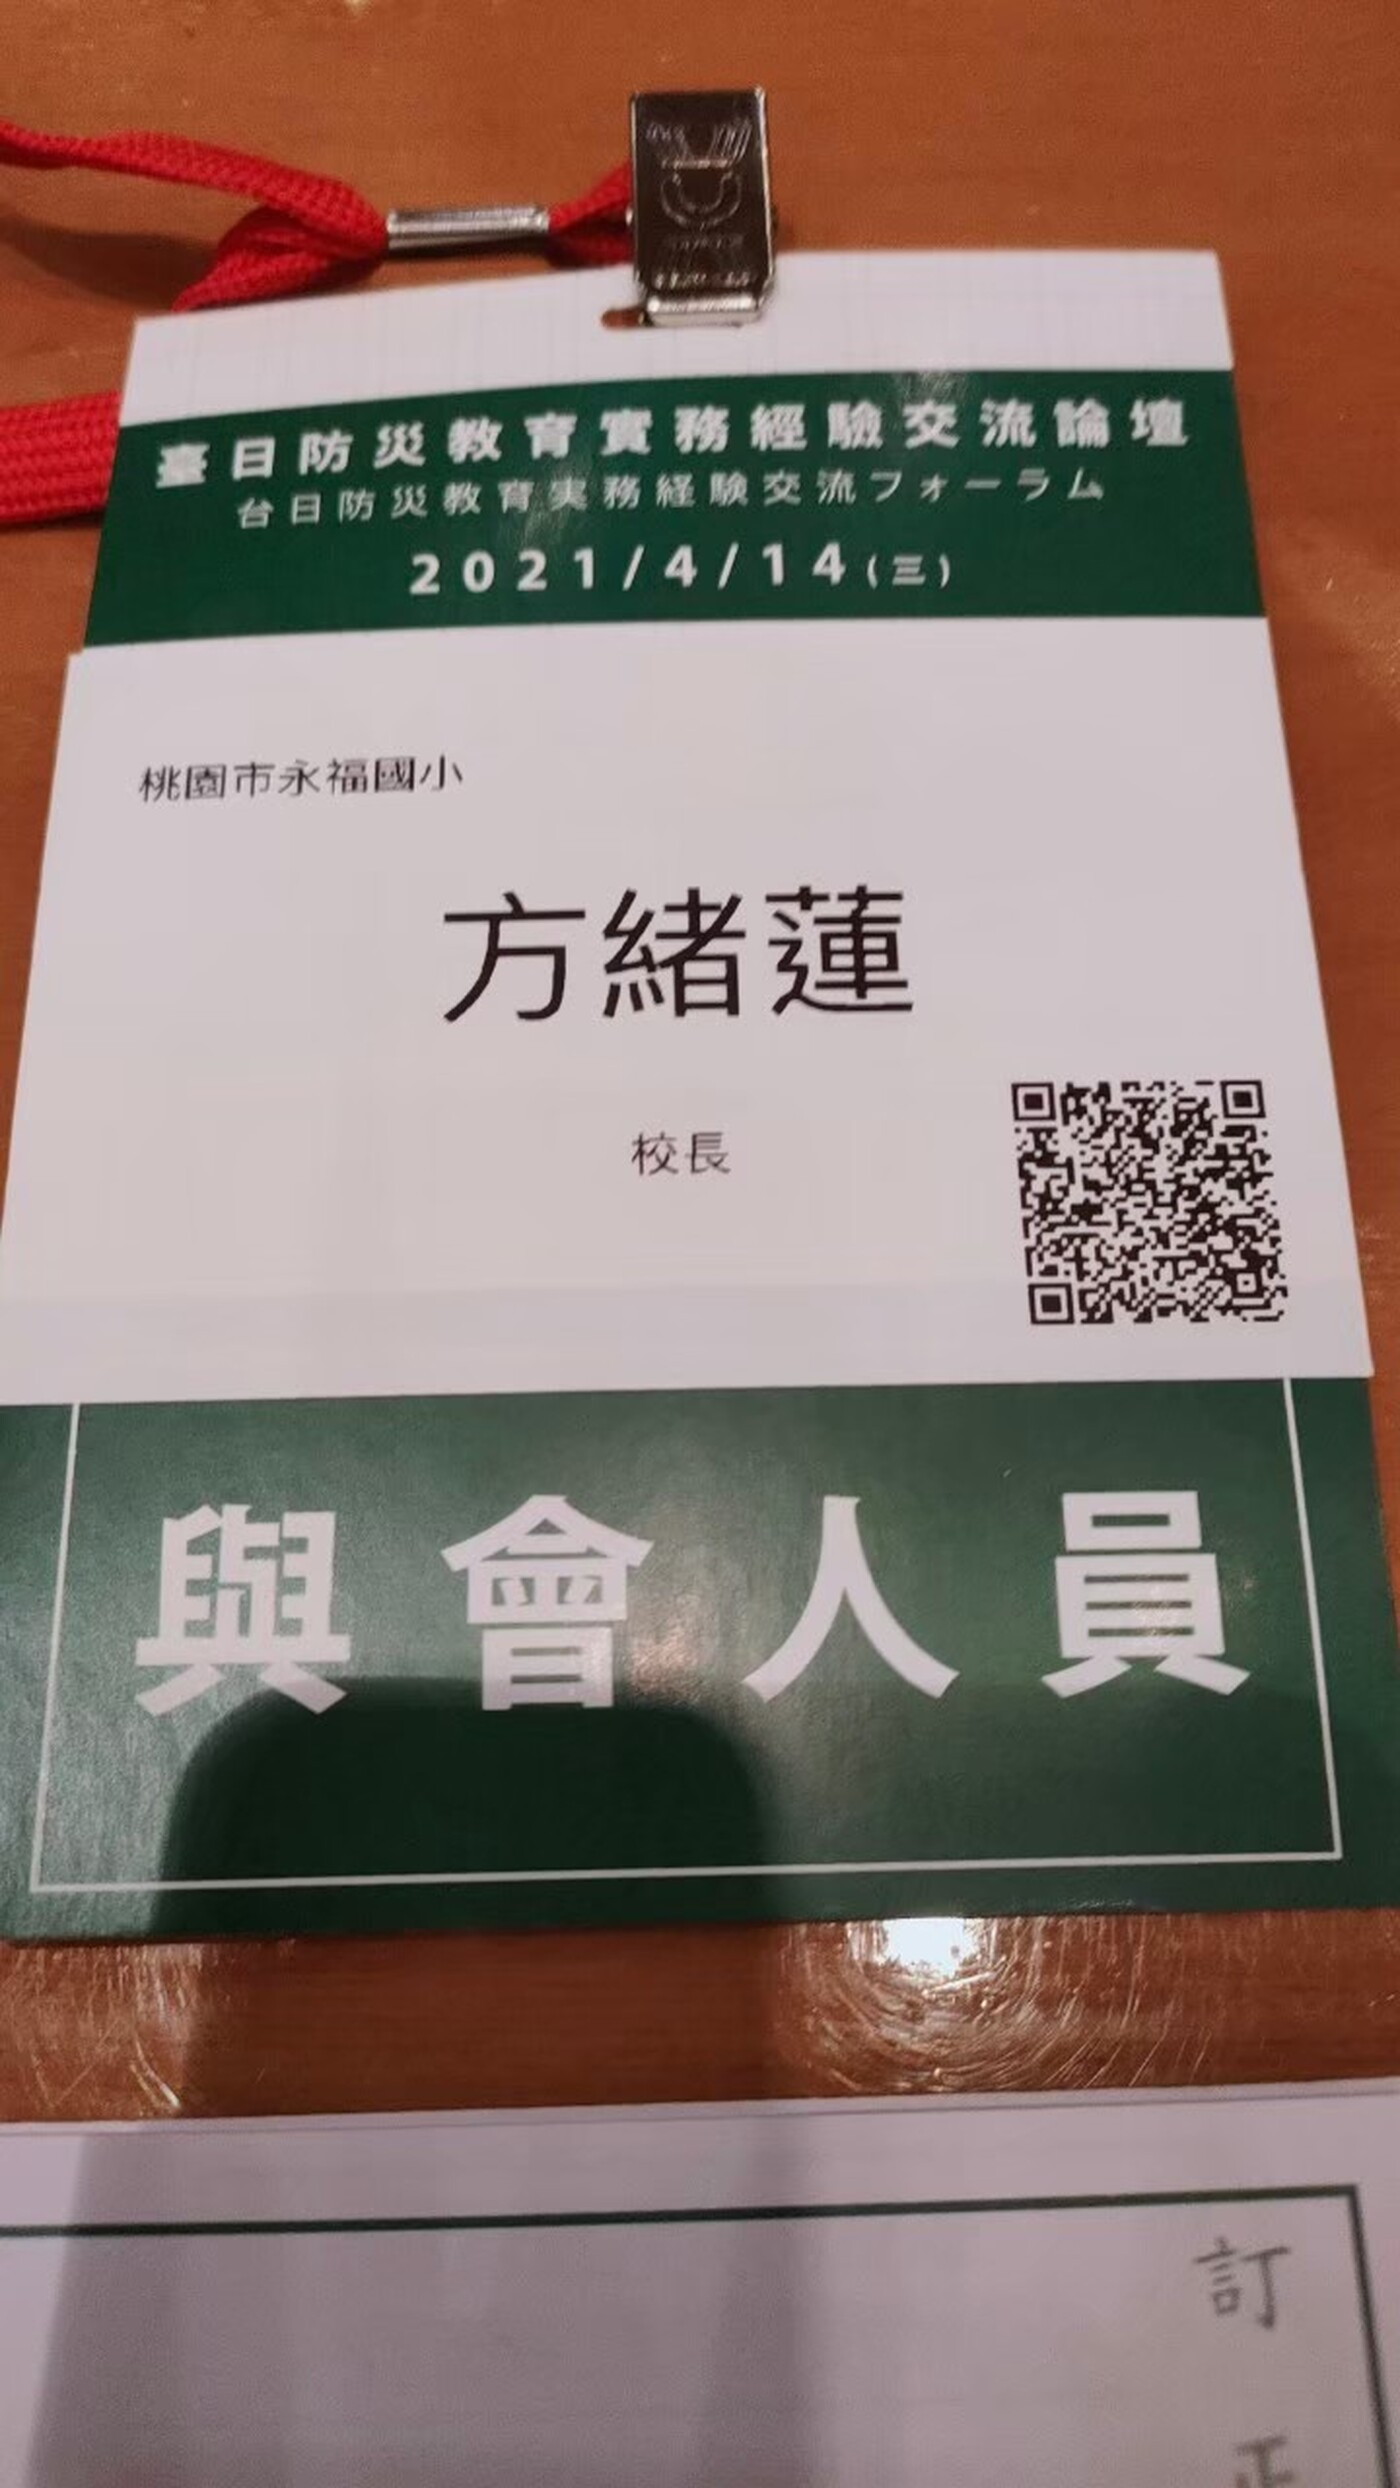 臺日防災教育實務經驗交流論壇
台日防災教育実務経験交流フォーラム
2021/4/14(三)
桃園市永福國小
方緒蓮
校長
與會人員
訂
正